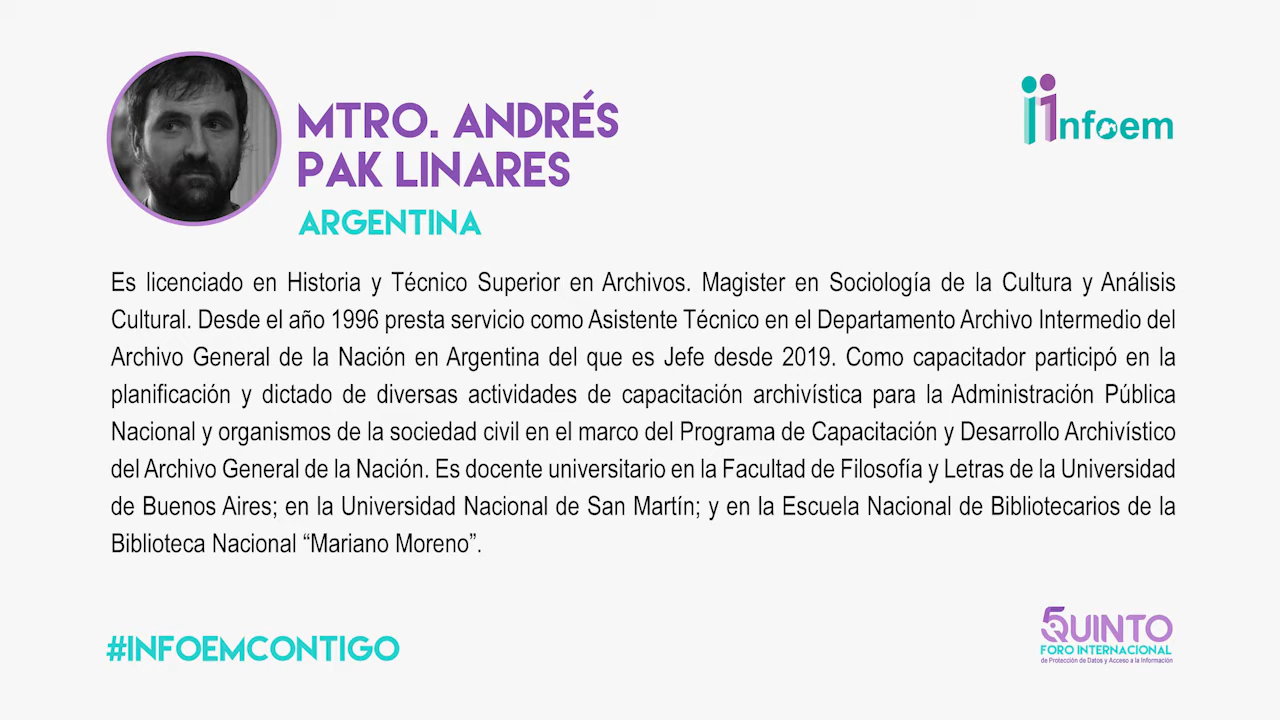 MTRO. ANDRÉS
PAK LINARES
ARGENTINA
infoem
Es licenciado en Historia y Técnico Superior en Archivos. Magister en Sociología de la Cultura y Análisis
Cultural. Desde el año 1996 presta servicio como Asistente Técnico en el Departamento Archivo Intermedio del
Archivo General de la Nación en Argentina del que es Jefe desde 2019. Como capacitador participó en la
planificación y dictado de diversas actividades de capacitación archivística para la Administración Pública
Nacional y organismos de la sociedad civil en el marco del Programa de Capacitación y Desarrollo Archivístico
del Archivo General de la Nación. Es docente universitario en la Facultad de Filosofía y Letras de la Universidad
de Buenos Aires; en la Universidad Nacional de San Martín; y en la Escuela Nacional de Bibliotecarios de la
Biblioteca Nacional “Mariano Moreno”.
#INFOEMCONTIGO
5QUINTO
FORO INTERNACIONAL
de Protección de Datos y Acceso a la Información